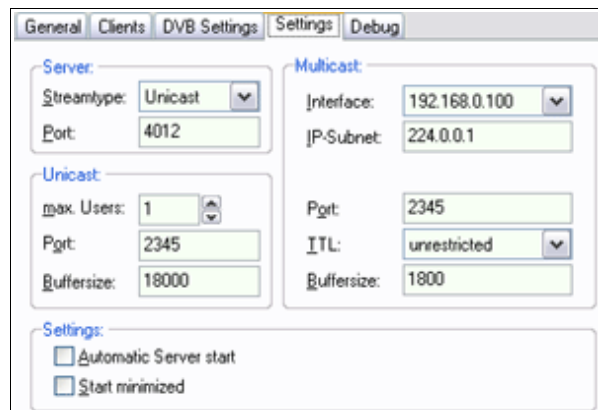 General Clients DVB Settings Settings Debug
Server:
Streamtype: Unicast
Port: 4012
Unicast:
max. Users: 1
Port: 2345
Buffersize: 18000
Multicast:
Interface: 192.168.0.100
IP-Subnet: 224.0.0.1
Port: 2345
TTL: unrestricted
Buffersize: 1800
Settings:
Automatic Server start
Start minimized